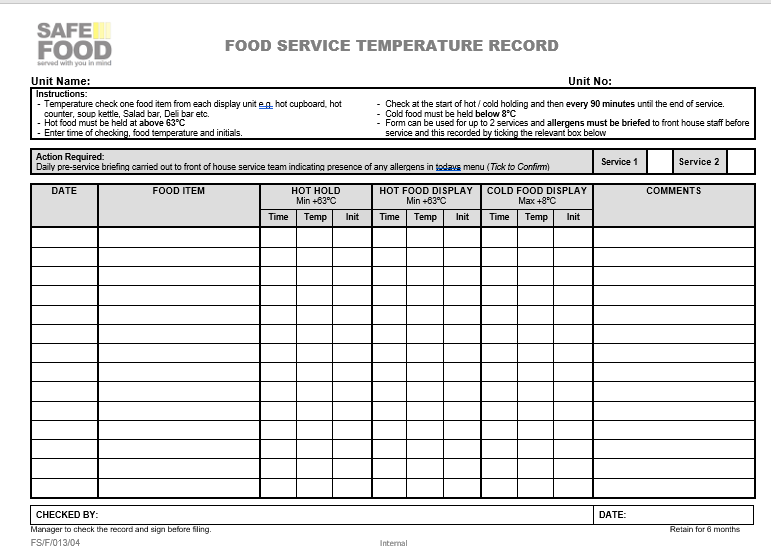 SAFE
FOOD
served with you in mind
FOOD SERVICE TEMPERATURE RECORD
Unit Name: Unit No:
Instructions:
- Temperature check one food item from each display unit e.g. hot cupboard, hot
counter, soup kettle, Salad bar, Deli bar etc.
- Hot food must be held at above 63ºC
- Enter time of checking, food temperature and initials.
- Check at the start of hot / cold holding and then every 90 minutes until the end of service.
- Cold food must be held below 8ºC
- Form can be used for up to 2 services and allergens must be briefed to front house staff before
service and this recorded by ticking the relevant box below
Action Required:
Daily pre-service briefing carried out to front of house service team indicating presence of any allergens in todays menu (Tick to Confirm)
Service 1 Service 2
DATE FOOD ITEM HOT HOLD HOT FOOD DISPLAY COLD FOOD DISPLAY COMMENTS
Min +63ºC Min +63ºC Max +8ºC
Time Temp Init Time Temp Init Time Temp Init
CHECKED BY: DATE:
Manager to check the record and sign before filing. Retain for 6 months
FS/F/013/04 Internal